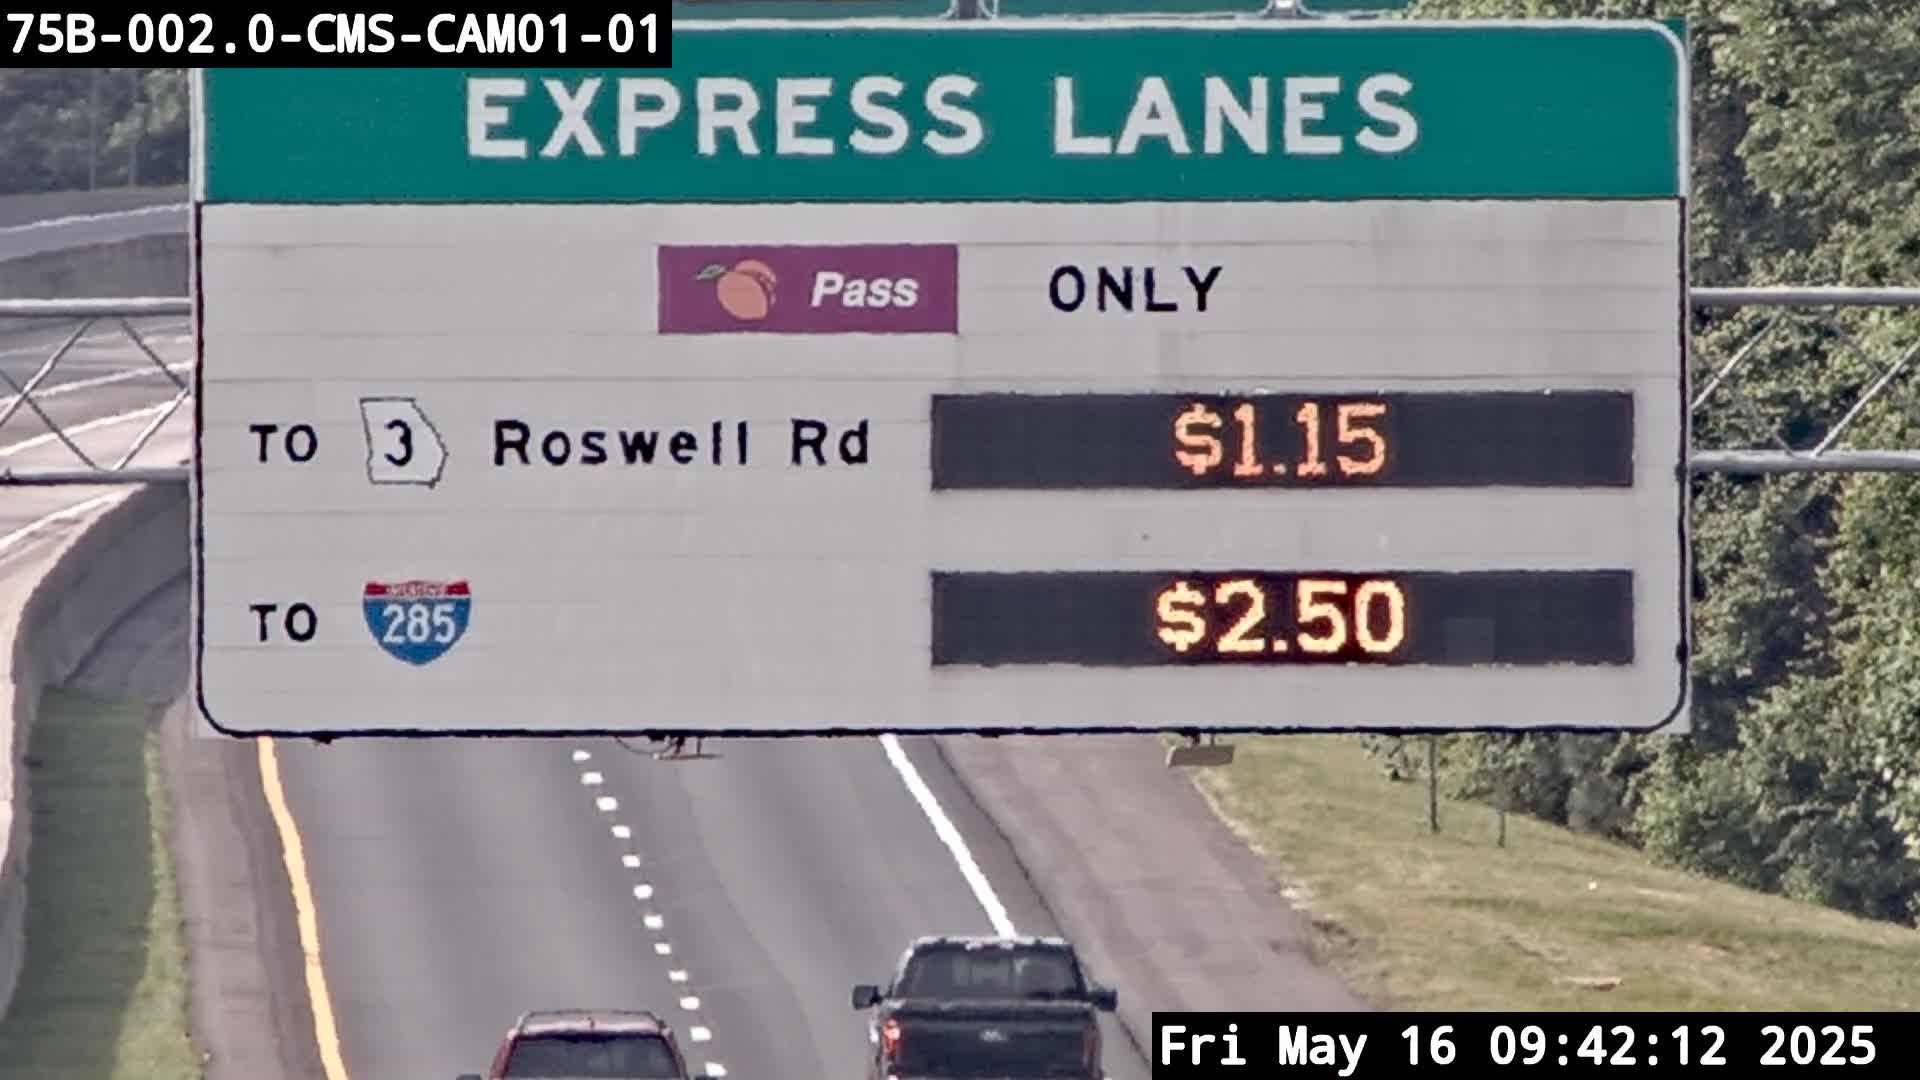 75B-002.0-CMS-CAM01-01
EXPRESS LANES
Pass ONLY
TO 3 Roswell Rd $1.15
TO INTERSTATE 285 $2.50
Fri May 16 09:42:12 2025